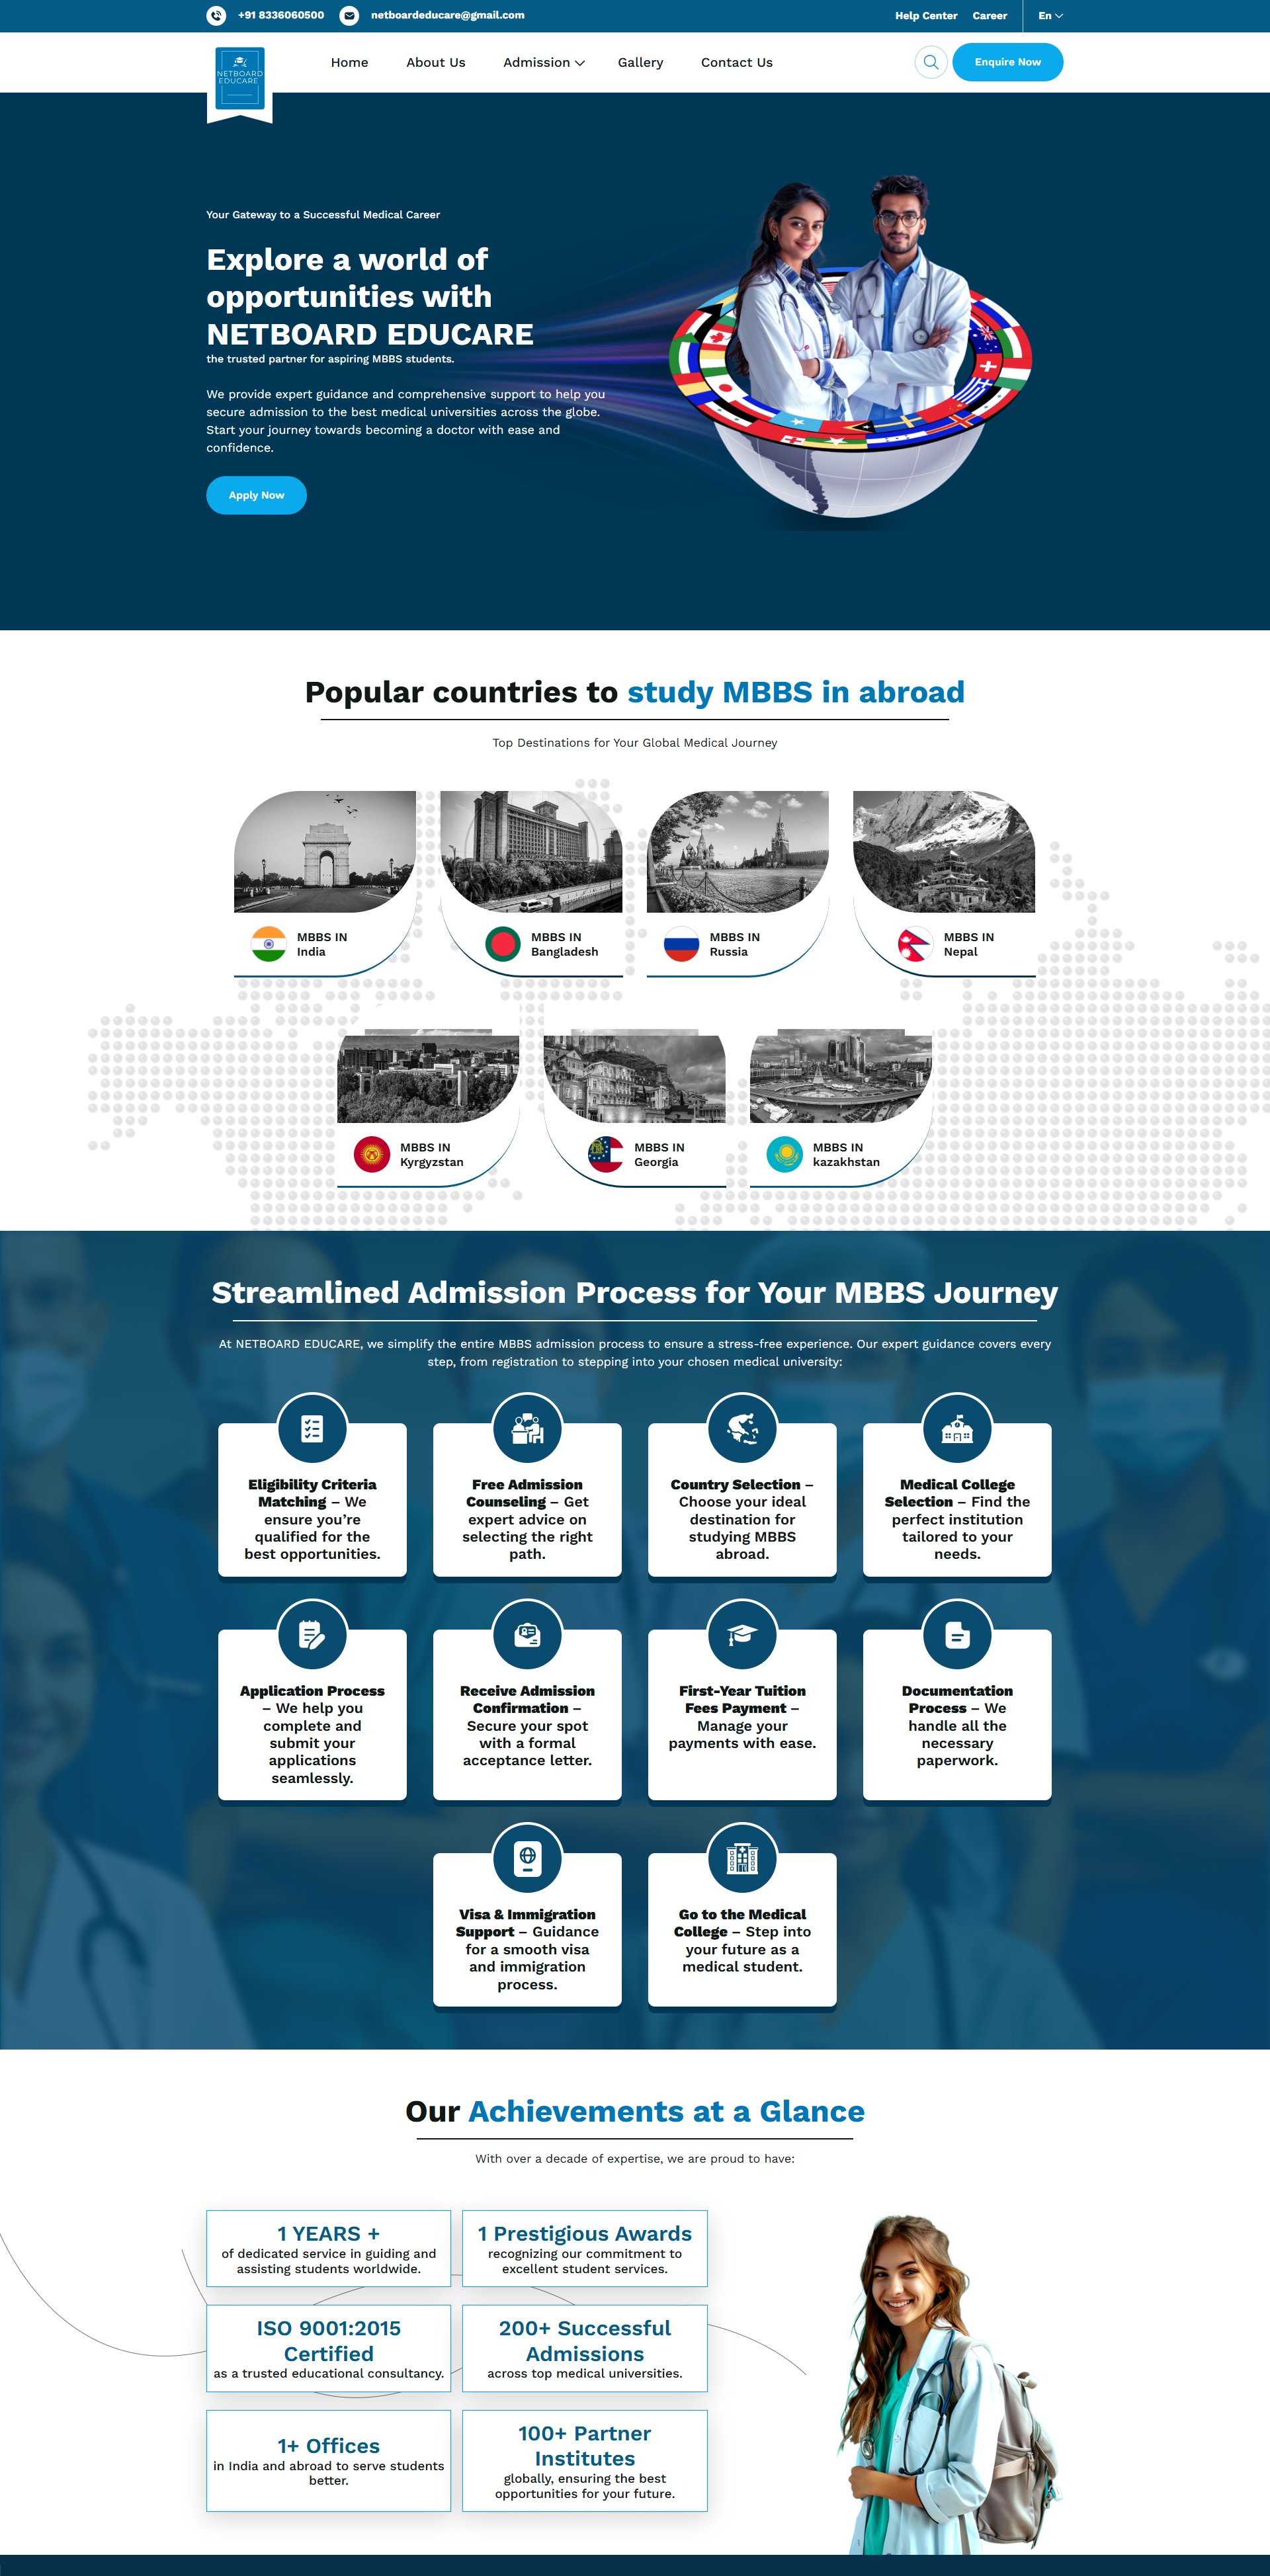 +91 8336060500
netboardeducare@gmail.com
Help Center
Career
En
NETBOARD
EDUCARE
Home
About Us
Admission
Gallery
Contact Us
Enquire Now
Your Gateway to a Successful Medical Career
Explore a world of
opportunities with
NETBOARD EDUCARE
the trusted partner for aspiring MBBS students.
We provide expert guidance and comprehensive support to help you
secure admission to the best medical universities across the globe.
Start your journey towards becoming a doctor with ease and
confidence.
Apply Now
Popular countries to study MBBS in abroad
Top Destinations for Your Global Medical Journey
MBBS IN
India
MBBS IN
Bangladesh
MBBS IN
Russia
MBBS IN
Nepal
MBBS IN
Kyrgyzstan
MBBS IN
Georgia
MBBS IN
kazakhstan
Streamlined Admission Process for Your MBBS Journey
At NETBOARD EDUCARE, we simplify the entire MBBS admission process to ensure a stress-free experience. Our expert guidance covers every
step, from registration to stepping into your chosen medical university:
Eligibility Criteria
Matching – We
ensure you’re
qualified for the
best opportunities.
Free Admission
Counseling – Get
expert advice on
selecting the right
path.
Country Selection –
Choose your ideal
destination for
studying MBBS
abroad.
Medical College
Selection – Find the
perfect institution
tailored to your
needs.
Application Process
– We help you
complete and
submit your
applications
seamlessly.
Receive Admission
Confirmation –
Secure your spot
with a formal
acceptance letter.
First-Year Tuition
Fees Payment –
Manage your
payments with ease.
Documentation
Process – We
handle all the
necessary
paperwork.
Visa & Immigration
Support – Guidance
for a smooth visa
and immigration
process.
Go to the Medical
College – Step into
your future as a
medical student.
Our Achievements at a Glance
With over a decade of expertise, we are proud to have:
1 YEARS +
of dedicated service in guiding and
assisting students worldwide.
1 Prestigious Awards
recognizing our commitment to
excellent student services.
ISO 9001:2015
Certified
as a trusted educational consultancy.
200+ Successful
Admissions
across top medical universities.
1+ Offices
in India and abroad to serve students
better.
100+ Partner
Institutes
globally, ensuring the best
opportunities for your future.